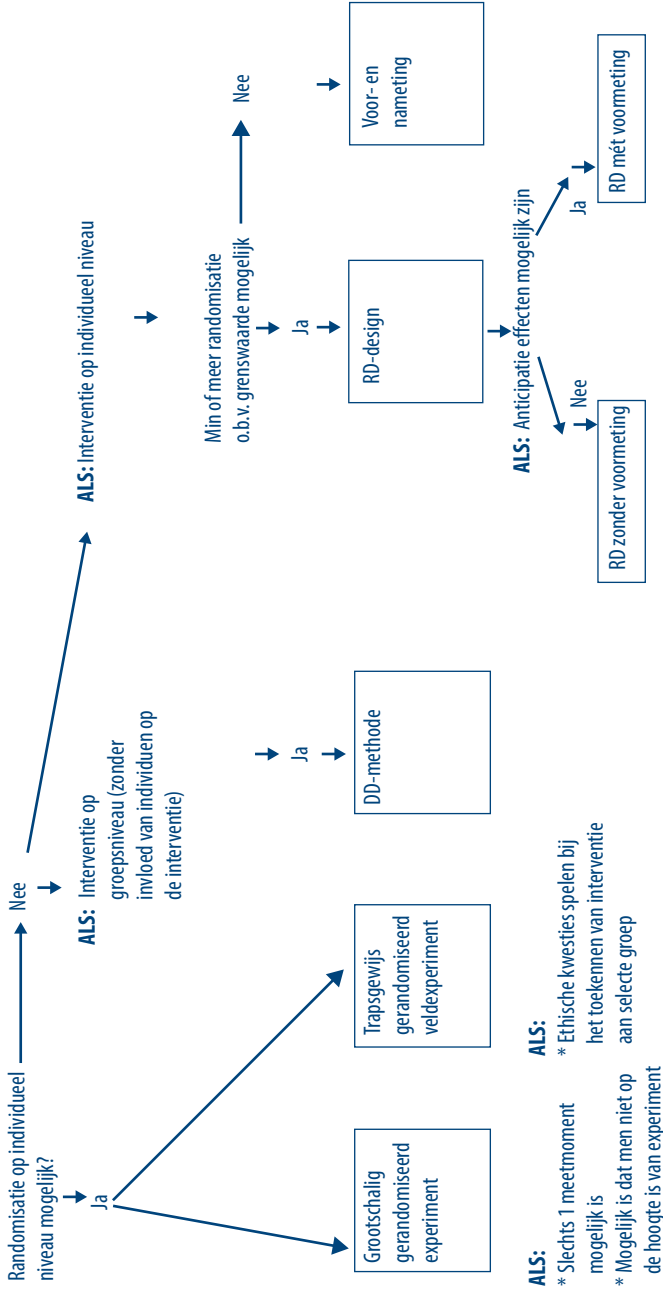 Randomisatie op individueel
niveau mogelijk?
Ja
Nee
Grootschalig
gerandomiseerd
experiment
ALS:
* Slechts 1 meetmoment
mogelijk is
* Mogelijk is dat men niet op
de hoogte is van experiment
Trapsgewijs
gerandomiseerd
veldexperiment
ALS:
* Ethische kwesties spelen bij
het toekennen van interventie
aan selecte groep
ALS: Interventie op
groepsniveau (zonder
invloed van individuen op
de interventie)
Ja
DD-methode
ALS: Interventie op individueel niveau
Min of meer randomisatie
o.b.v. grenswaarde mogelijk
Ja
Nee
RD-design
Voor- en
nameting
ALS: Anticipatie effecten mogelijk zijn
Nee
Ja
RD zonder voormeting
RD mét voormeting